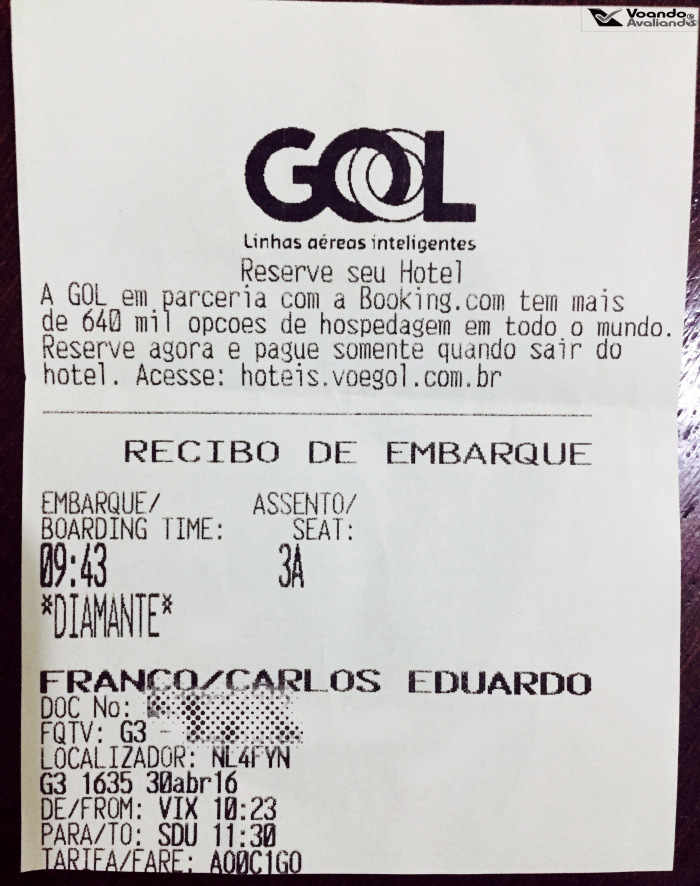 Voando
Avaliando
GOL
Linhas aéreas inteligentes
Reserve seu Hotel
A GOL em parceria com a Booking.com tem mais
de 640 mil opcoes de hospedagem em todo o mundo.
Reserve agora e pague somente quando sair do
hotel. Acesse: hoteis.voegol.com.br
RECIBO DE EMBARQUE
EMBARQUE/ ASSENTO/
BOARDING TIME: SEAT:
09:43 3A
*DIAMANTE*
FRANCO/CARLOS EDUARDO
DOC No:
FQTV: G3 -
LOCALIZADOR: NL4FYN
G3 1635 30abr16
DE/FROM: VIX 10:23
PARA/TO: SDU 11:30
TARIFA/FARE: AO0C1GO